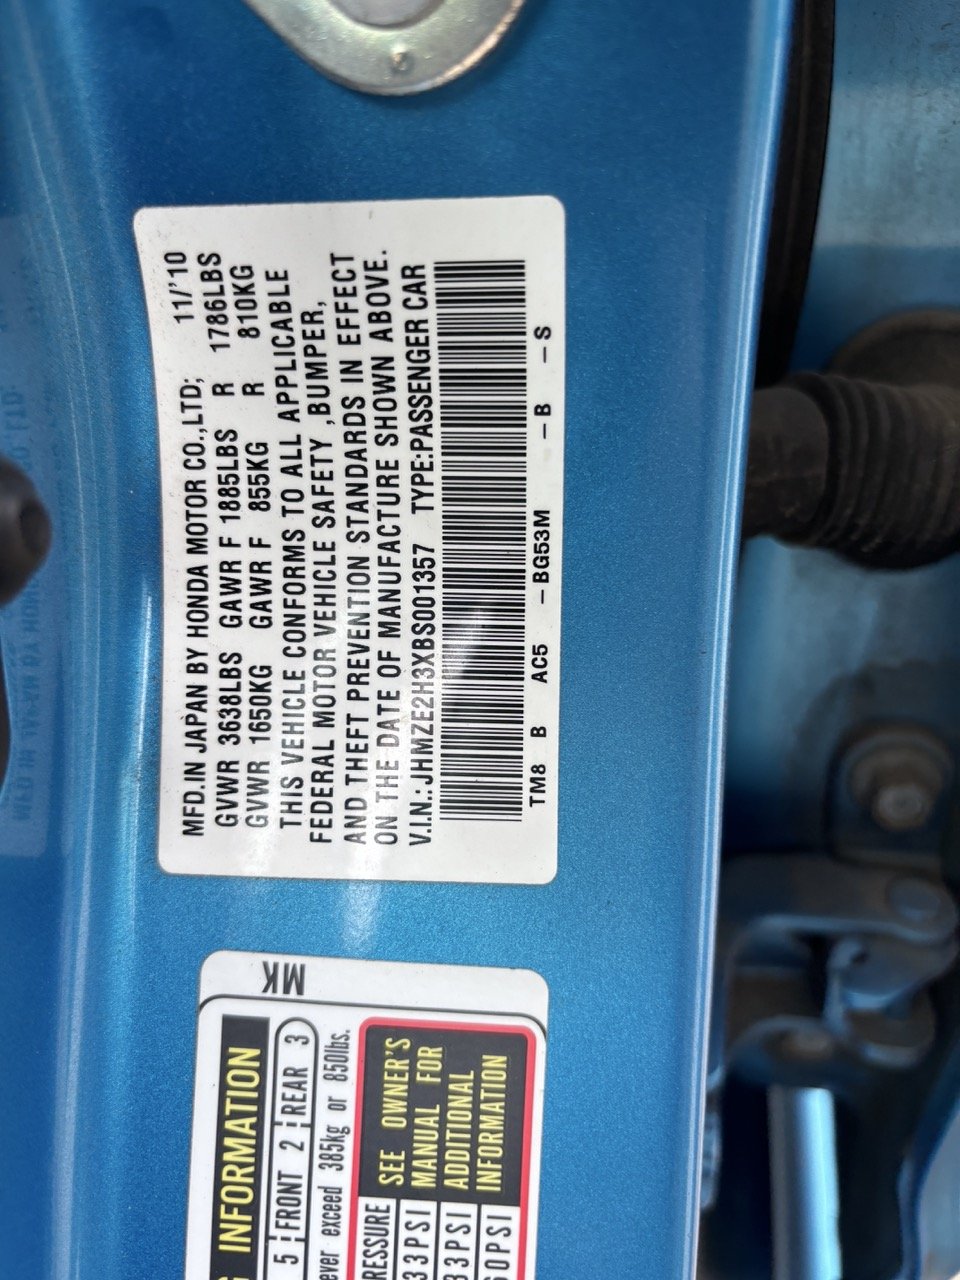 MFD.IN JAPAN BY HONDA MOTOR CO.,LTD; 11/'10
GVWR 3638LBS GAWR F 1885LBS R 1786LBS
GVWR 1650KG GAWR F 855KG R 810KG
THIS VEHICLE CONFORMS TO ALL APPLICABLE
FEDERAL MOTOR VEHICLE SAFETY ,BUMPER,
AND THEFT PREVENTION STANDARDS IN EFFECT
ON THE DATE OF MANUFACTURE SHOWN ABOVE.
V.I.N.: JHMZE2H3XBS001357 TYPE:PASSENGER CAR
TM8 B AC5 – BG53M – B – S
MK
INFORMATION
5 FRONT 2 REAR 3
exceed 385kg or 850lbs.
SEE OWNER'S
MANUAL FOR
ADDITIONAL
INFORMATION
33PSI
33PSI
60PSI